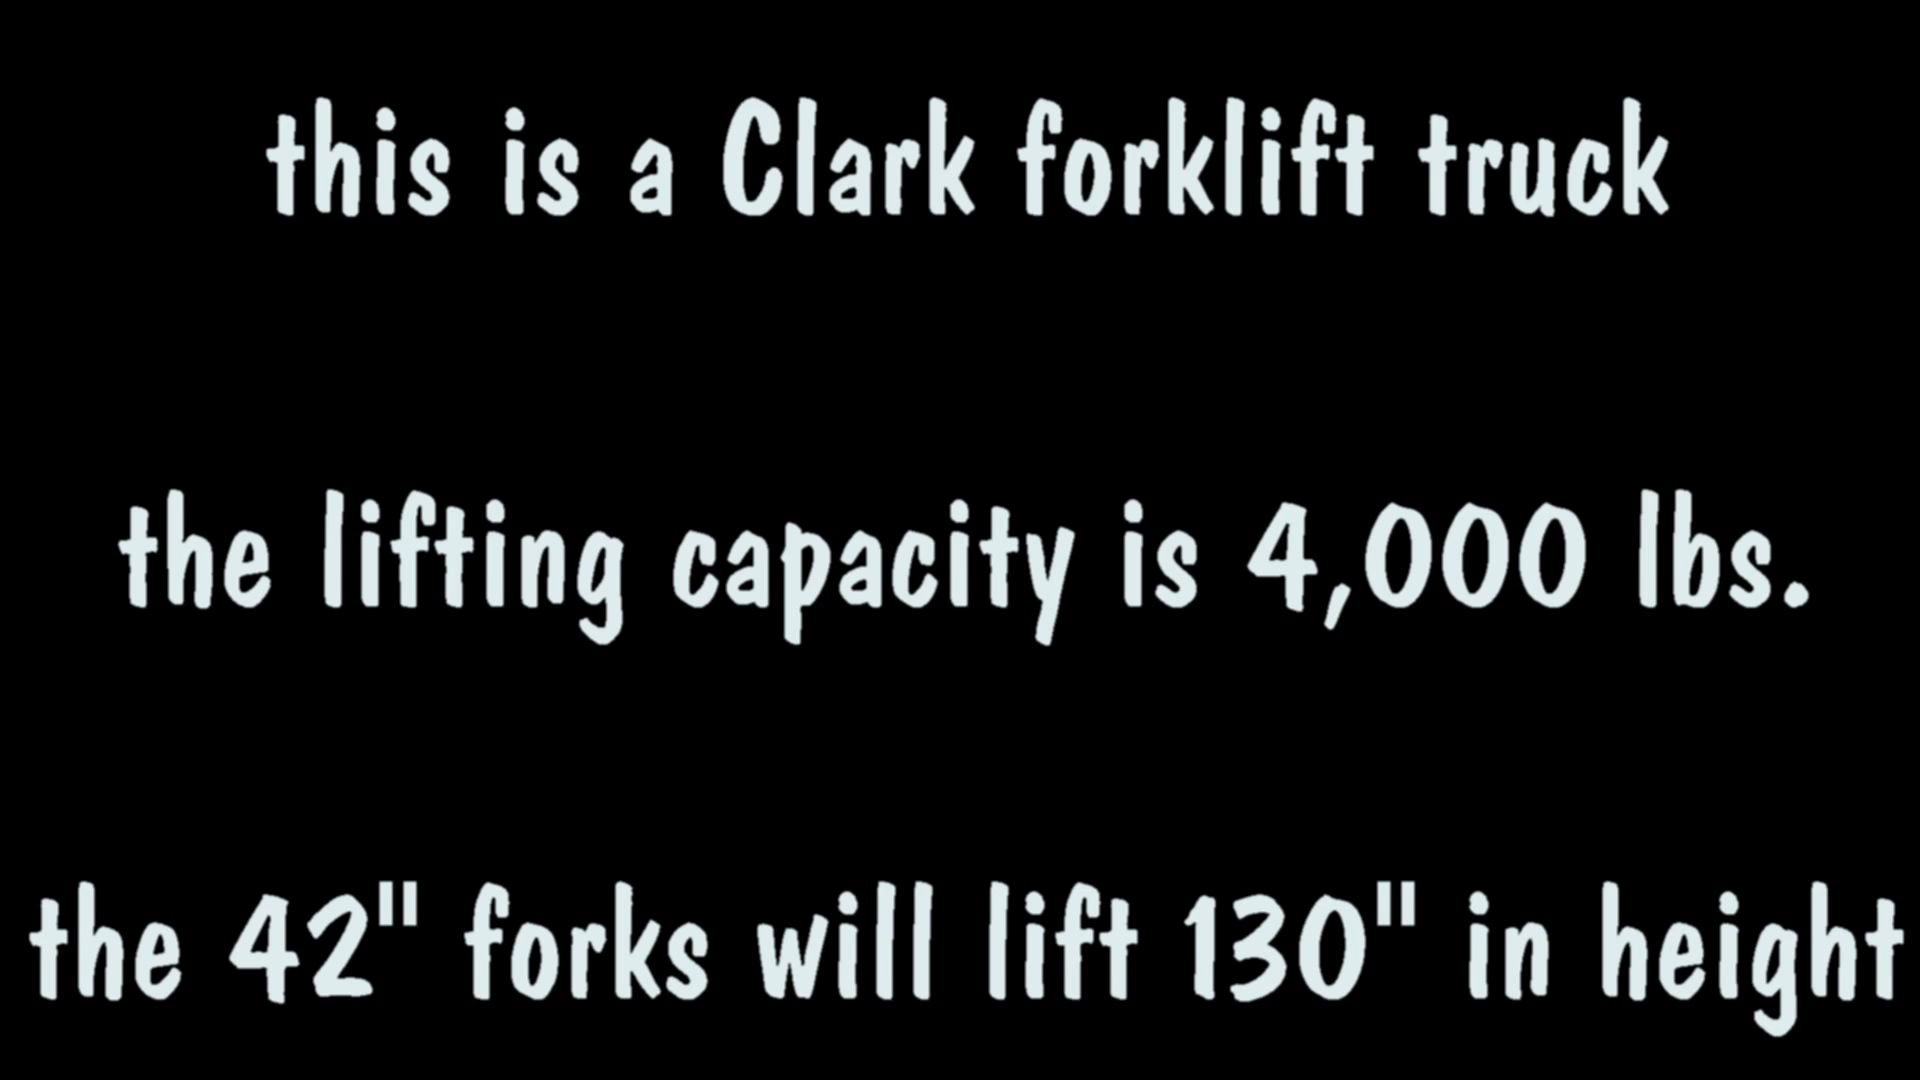 this is a Clark forklift truck
the lifting capacity is 4,000 lbs.
the 42" forks will lift 130" in height